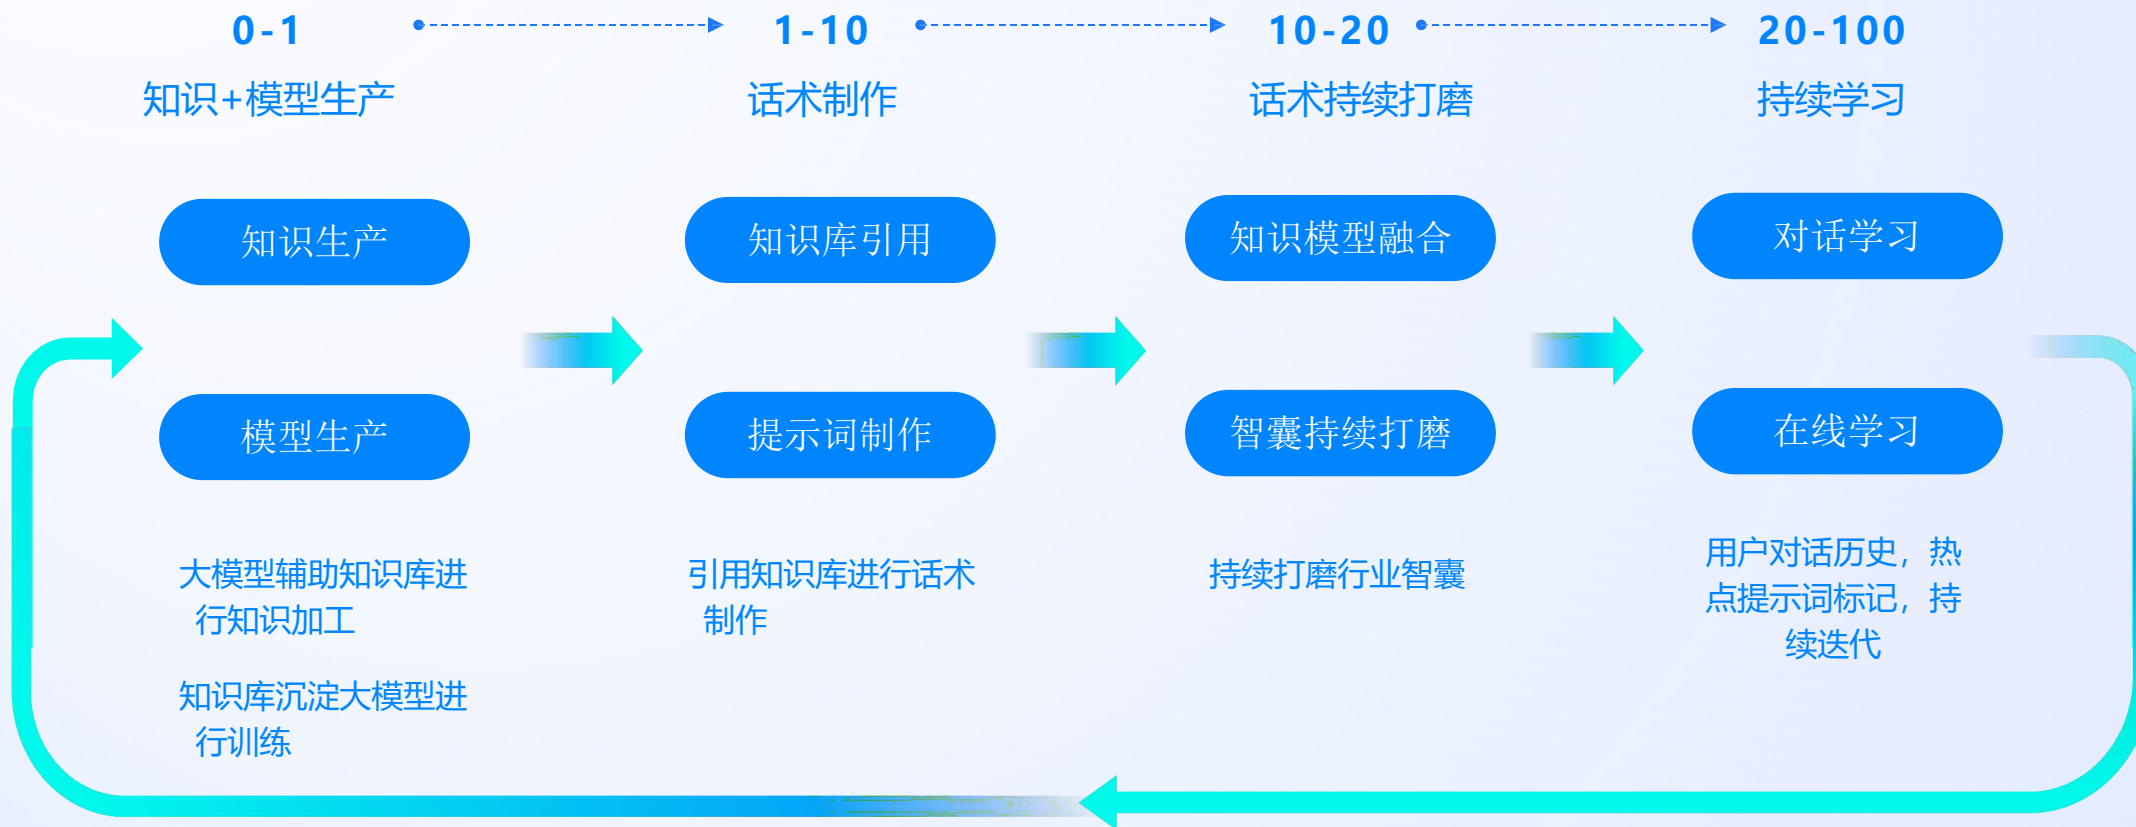 0-1
1-10
10-20
20-100
知识+模型生产
话术制作
话术持续打磨
持续学习
知识生产
知识库引用
知识模型融合
对话学习
模型生产
提示词制作
智囊持续打磨
在线学习
大模型辅助知识库进
行知识加工
知识库沉淀大模型进
行训练
引用知识库进行话术
制作
持续打磨行业智囊
用户对话历史，热
点提示词标记，持
续迭代